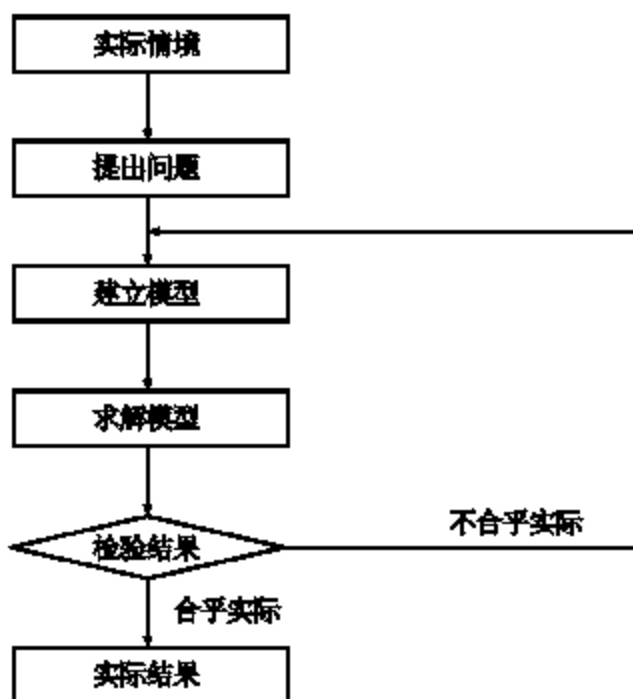 实际情境
提出问题
建立模型
求解模型
检验结果
不合乎实际
合乎实际
实际结果